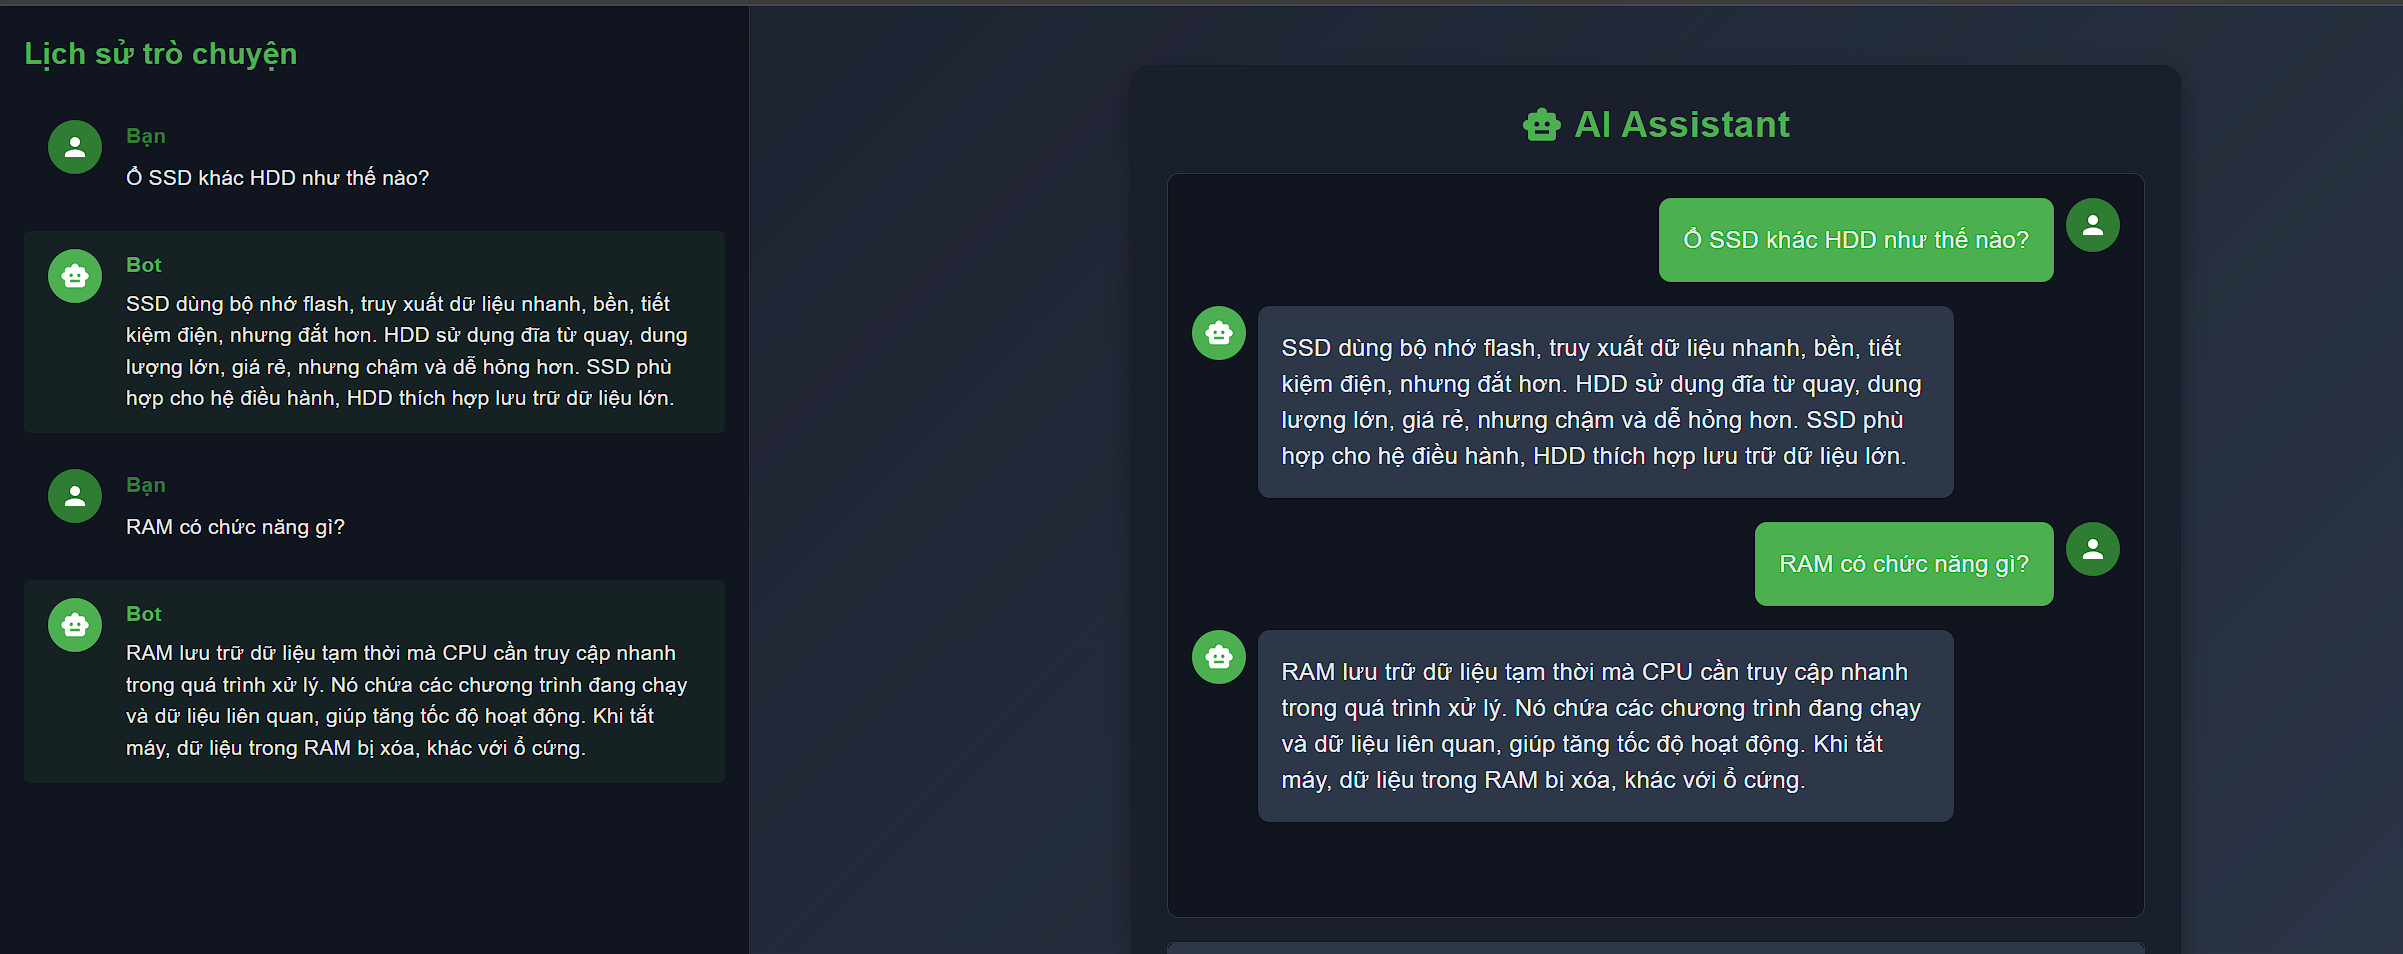 Lịch sử trò chuyện
Bạn
Ổ SSD khác HDD như thế nào?
Bot
SSD dùng bộ nhớ flash, truy xuất dữ liệu nhanh, bền, tiết
kiệm điện, nhưng đắt hơn. HDD sử dụng đĩa từ quay, dung
lượng lớn, giá rẻ, nhưng chậm và dễ hỏng hơn. SSD phù
hợp cho hệ điều hành, HDD thích hợp lưu trữ dữ liệu lớn.
Bạn
RAM có chức năng gì?
Bot
RAM lưu trữ dữ liệu tạm thời mà CPU cần truy cập nhanh
trong quá trình xử lý. Nó chứa các chương trình đang chạy
và dữ liệu liên quan, giúp tăng tốc độ hoạt động. Khi tắt
máy, dữ liệu trong RAM bị xóa, khác với ổ cứng.
AI Assistant
Ổ SSD khác HDD như thế nào?
SSD dùng bộ nhớ flash, truy xuất dữ liệu nhanh, bền, tiết
kiệm điện, nhưng đắt hơn. HDD sử dụng đĩa từ quay, dung
lượng lớn, giá rẻ, nhưng chậm và dễ hỏng hơn. SSD phù
hợp cho hệ điều hành, HDD thích hợp lưu trữ dữ liệu lớn.
RAM có chức năng gì?
RAM lưu trữ dữ liệu tạm thời mà CPU cần truy cập nhanh
trong quá trình xử lý. Nó chứa các chương trình đang chạy
và dữ liệu liên quan, giúp tăng tốc độ hoạt động. Khi tắt
máy, dữ liệu trong RAM bị xóa, khác với ổ cứng.